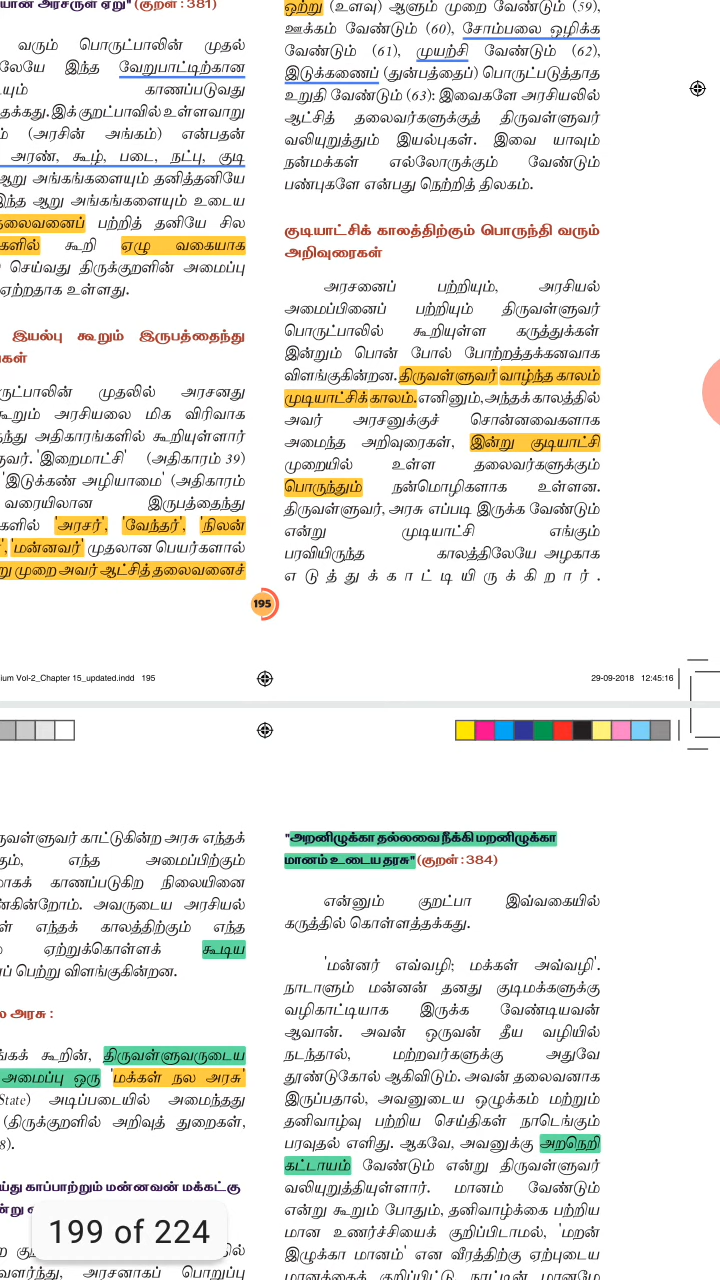 யான அரசருள் ஏறு" (குறள் : 381)
வரும் பொருட்பாலின் முதல்
லேயே இந்த வேறுபாட்டிற்கான
யும் காணப்படுவது
தக்கது. இக்குறட்பாவில் உள்ளவாறு
ம் (அரசின் அங்கம்) என்பதன்
அரண், கூழ், படை, நட்பு, குடி
ஆறு அங்கங்களையும் தனித்தனியே
இந்த ஆறு அங்கங்களையும் உடைய
தலைவனைப் பற்றித் தனியே சில
களில் கூறி ஏழு வகையாக
செய்வது திருக்குறளின் அமைப்பு
ஏற்றதாக உள்ளது.
இயல்பு கூறும் இருபத்தைந்து
கள்
ருட்பாலின் முதலில் அரசனது
கூறும் அரசியலை மிக விரிவாக
ந்து அதிகாரங்களில் கூறியுள்ளார்
ுவர். 'இறைமாட்சி' (அதிகாரம் 39)
'இடுக்கண் அழியாமை' (அதிகாரம்
வரையிலான இருபத்தைந்து
களில் 'அரசர்', 'வேந்தர்', 'நிலன்
', 'மன்னவர்' முதலான பெயர்களால்
று முறை அவர் ஆட்சித் தலைவனைச்
ஒற்று (உளவு) ஆளும் முறை வேண்டும் (59),
ஊக்கம் வேண்டும் (60), சோம்பலை ஒழிக்க
வேண்டும் (61), முயற்சி வேண்டும் (62),
இடுக்கணைப் (துன்பத்தைப்) பொருட்படுத்தாத
உறுதி வேண்டும் (63): இவைகளே அரசியலில்
ஆட்சித் தலைவர்களுக்குத் திருவள்ளுவர்
வலியுறுத்தும் இயல்புகள். இவை யாவும்
நன்மக்கள் எல்லோருக்கும் வேண்டும்
பண்புகளே என்பது நெற்றித் திலகம்.
குடியாட்சிக் காலத்திற்கும் பொருந்தி வரும்
அறிவுரைகள்
அரசனைப் பற்றியும், அரசியல்
அமைப்பினைப் பற்றியும் திருவள்ளுவர்
பொருட்பாலில் கூறியுள்ள கருத்துக்கள்
இன்றும் பொன் போல் போற்றத்தக்கனவாக
விளங்குகின்றன. திருவள்ளுவர் வாழ்ந்த காலம்
முடியாட்சிக் காலம். எனினும், அந்தக் காலத்தில்
அவர் அரசனுக்குச் சொன்னவைகளாக
அமைந்த அறிவுரைகள், இன்று குடியாட்சி
முறையில் உள்ள தலைவர்களுக்கும்
பொருந்தும் நன்மொழிகளாக உள்ளன.
திருவள்ளுவர், அரசு எப்படி இருக்க வேண்டும்
என்று முடியாட்சி எங்கும்
பரவியிருந்த காலத்திலேயே அழகாக
எடுத்துக்காட்டியிருக்கிறார்.
195
ium Vol-2_Chapter 15_updated.indd 195
29-09-2018 12:45:16
ருவள்ளுவர் காட்டுகின்ற அரசு எந்தக்
கும், எந்த அமைப்பிற்கும்
மாகக் காணப்படுகிற நிலையினை
ண்கின்றோம். அவருடைய அரசியல்
ள் எந்தக் காலத்திற்கும் எந்த
ஏற்றுக்கொள்ளக் கூடிய
ப் பெற்று விளங்குகின்றன.
ல அரசு :
ங்கக் கூறின், திருவள்ளுவருடைய
அமைப்பு ஒரு 'மக்கள் நல அரசு'
State) அடிப்படையில் அமைந்தது
(திருக்குறளில் அறிவுத் துறைகள்,
8).
ய்து காப்பாற்றும் மன்னவன் மக்கட்கு
199 of 224
வளர்ந்து, அரசனாகப் பொறுப்பு
"அறனிழுக்கா தல்லவை நீக்கி மறனிழுக்கா
மானம் உடைய தரசு" (குறள் : 384)
என்னும் குறட்பா இவ்வகையில்
கருத்தில் கொள்ளத்தக்கது.
'மன்னர் எவ்வழி; மக்கள் அவ்வழி'.
நாடாளும் மன்னன் தனது குடிமக்களுக்கு
வழிகாட்டியாக இருக்க வேண்டியவன்
ஆவான். அவன் ஒருவன் தீய வழியில்
நடந்தால், மற்றவர்களுக்கு அதுவே
தூண்டுகோல் ஆகிவிடும். அவன் தலைவனாக
இருப்பதால், அவனுடைய ஒழுக்கம் மற்றும்
தனிவாழ்வு பற்றிய செய்திகள் நாடெங்கும்
பரவுதல் எளிது. ஆகவே, அவனுக்கு அறநெறி
கட்டாயம் வேண்டும் என்று திருவள்ளுவர்
வலியுறுத்தியுள்ளார். மானம் வேண்டும்
என்று கூறும் போதும், தனிவாழ்க்கை பற்றிய
மான உணர்ச்சியைக் குறிப்பிடாமல், 'மறன்
இழுக்கா மானம்' என வீரத்திற்கு ஏற்புடைய
மானத்தைக் குறிப்பிட்டு, நாட்டின் மானமே